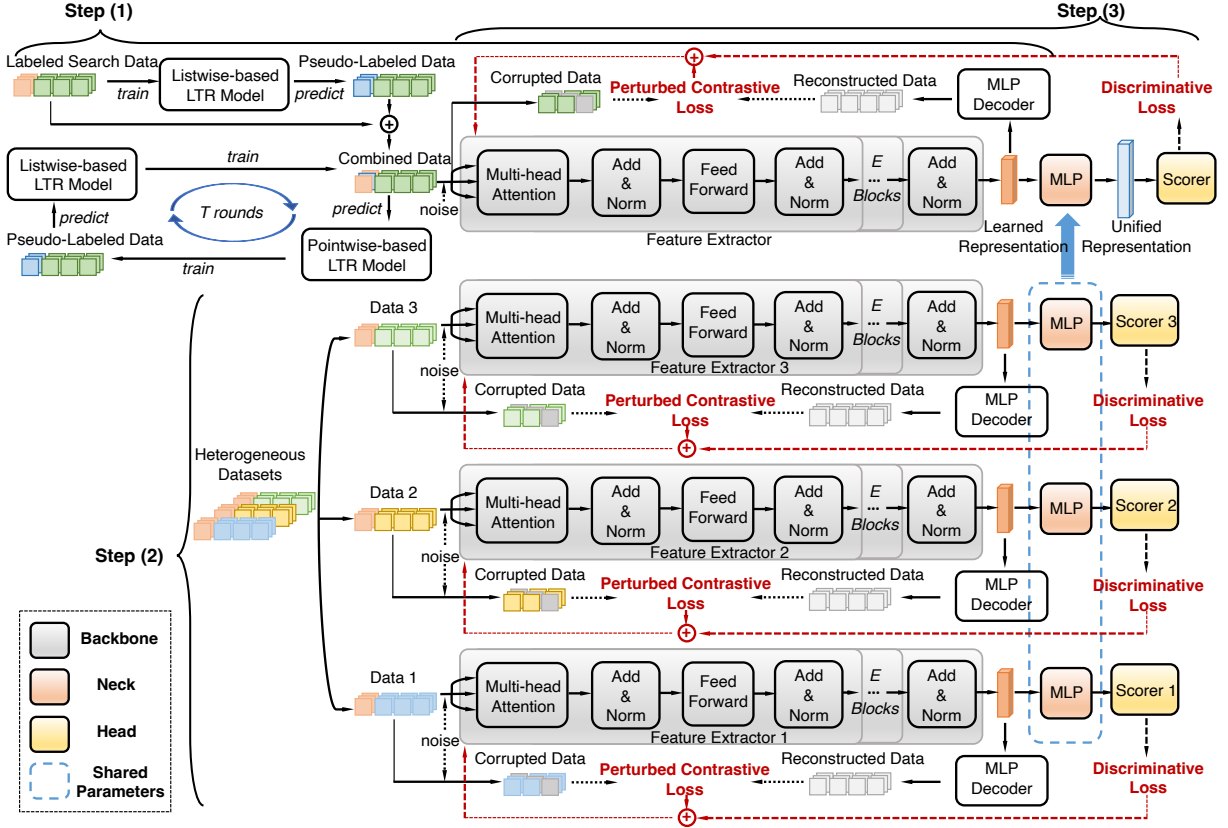 Step (1)
Step (3)
Labeled Search Data
train
Listwise-based
LTR Model
predict
Pseudo-Labeled Data
Corrupted Data
Perturbed Contrastive
Loss
Reconstructed Data
MLP
Decoder
Discriminative
Loss
Listwise-based
LTR Model
train
Combined Data
predict
T rounds
predict
noise
Pseudo-Labeled Data
train
Pointwise-based
LTR Model
Multi-head
Attention
Add
&
Norm
Feed
Forward
Add
&
Norm
E
...
Blocks
Add
&
Norm
Feature Extractor
MLP
Scorer
Learned
Representation
Unified
Representation
Step (2)
Heterogeneous
Datasets
Data 3
noise
Multi-head
Attention
Add
&
Norm
Feed
Forward
Add
&
Norm
E
...
Blocks
Add
&
Norm
Feature Extractor 3
MLP
Scorer 3
Corrupted Data
Perturbed Contrastive
Loss
Reconstructed Data
MLP
Decoder
Discriminative
Loss
Data 2
noise
Multi-head
Attention
Add
&
Norm
Feed
Forward
Add
&
Norm
E
...
Blocks
Add
&
Norm
Feature Extractor 2
MLP
Scorer 2
Corrupted Data
Perturbed Contrastive
Loss
Reconstructed Data
MLP
Decoder
Discriminative
Loss
Data 1
noise
Multi-head
Attention
Add
&
Norm
Feed
Forward
Add
&
Norm
E
...
Blocks
Add
&
Norm
Feature Extractor 1
MLP
Scorer 1
Corrupted Data
Perturbed Contrastive
Loss
Reconstructed Data
MLP
Decoder
Discriminative
Loss
Backbone
Neck
Head
Shared
Parameters